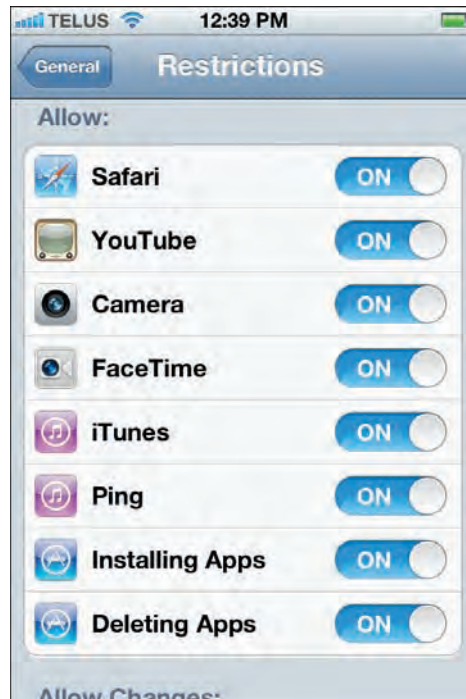 TELUS 12:39 PM
General Restrictions
Allow:
Safari ON
YouTube ON
Camera ON
FaceTime ON
iTunes ON
Ping ON
Installing Apps ON
Deleting Apps ON
Allow Changes: